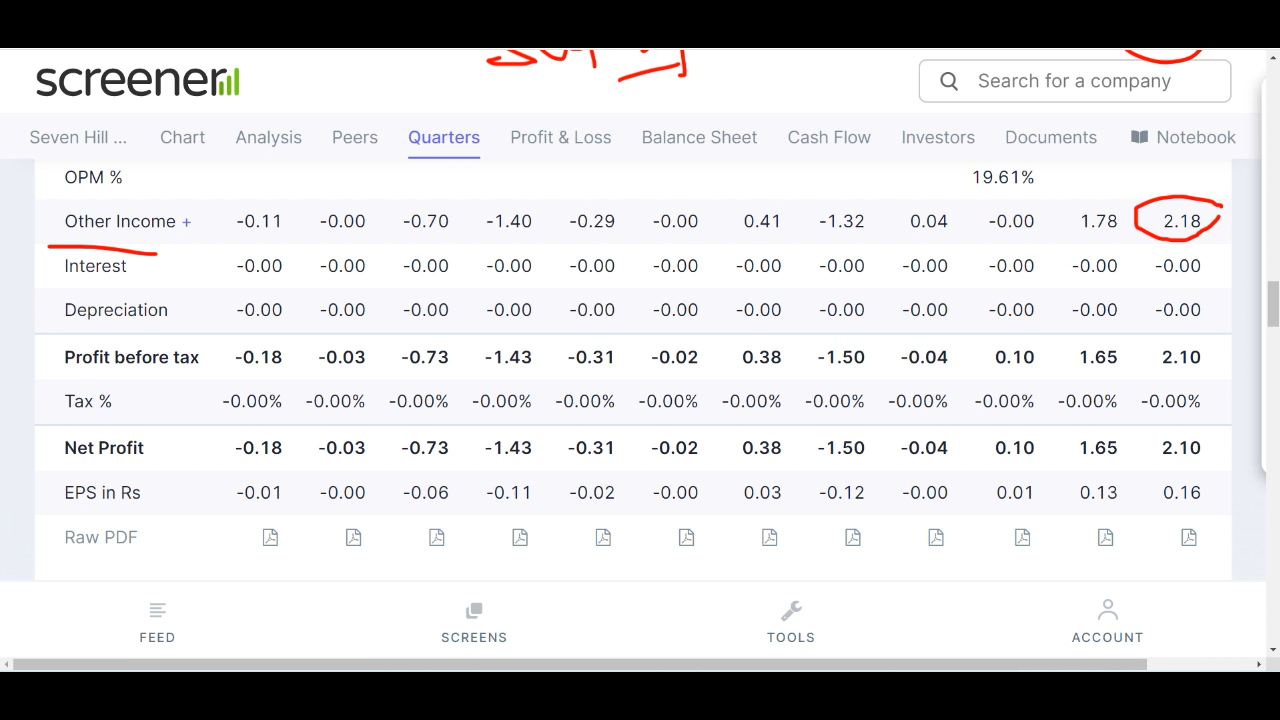 screener
Search for a company
Seven Hill ... Chart Analysis Peers Quarters Profit & Loss Balance Sheet Cash Flow Investors Documents Notebook
OPM % 19.61%
Other Income + -0.11 -0.00 -0.70 -1.40 -0.29 -0.00 0.41 -1.32 0.04 -0.00 1.78 2.18
Interest -0.00 -0.00 -0.00 -0.00 -0.00 -0.00 -0.00 -0.00 -0.00 -0.00 -0.00 -0.00
Depreciation -0.00 -0.00 -0.00 -0.00 -0.00 -0.00 -0.00 -0.00 -0.00 -0.00 -0.00 -0.00
Profit before tax -0.18 -0.03 -0.73 -1.43 -0.31 -0.02 0.38 -1.50 -0.04 0.10 1.65 2.10
Tax % -0.00% -0.00% -0.00% -0.00% -0.00% -0.00% -0.00% -0.00% -0.00% -0.00% -0.00% -0.00%
Net Profit -0.18 -0.03 -0.73 -1.43 -0.31 -0.02 0.38 -1.50 -0.04 0.10 1.65 2.10
EPS in Rs -0.01 -0.00 -0.06 -0.11 -0.02 -0.00 0.03 -0.12 -0.00 0.01 0.13 0.16
Raw PDF
FEED SCREENS TOOLS ACCOUNT